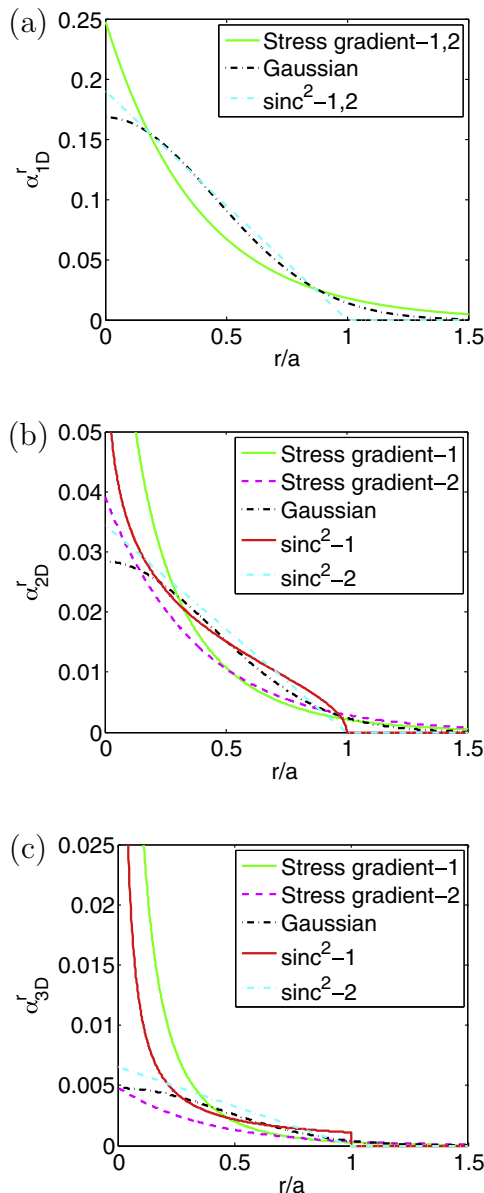 (a)
0.25
0.2
0.15
0.1
0.05
0
α^r_1D
Stress gradient−1,2
Gaussian
sinc²−1,2
0 0.5 1 1.5
r/a
(b)
0.05
0.04
0.03
0.02
0.01
0
α^r_2D
Stress gradient−1
Stress gradient−2
Gaussian
sinc²−1
sinc²−2
0 0.5 1 1.5
r/a
(c)
0.025
0.02
0.015
0.01
0.005
0
α^r_3D
Stress gradient−1
Stress gradient−2
Gaussian
sinc²−1
sinc²−2
0 0.5 1 1.5
r/a